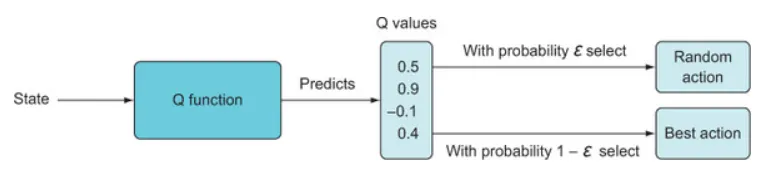 Q values
With probability ε select
Random
action
0.5
0.9
–0.1
0.4
State
Q function
Predicts
Best action
With probability 1 – ε select